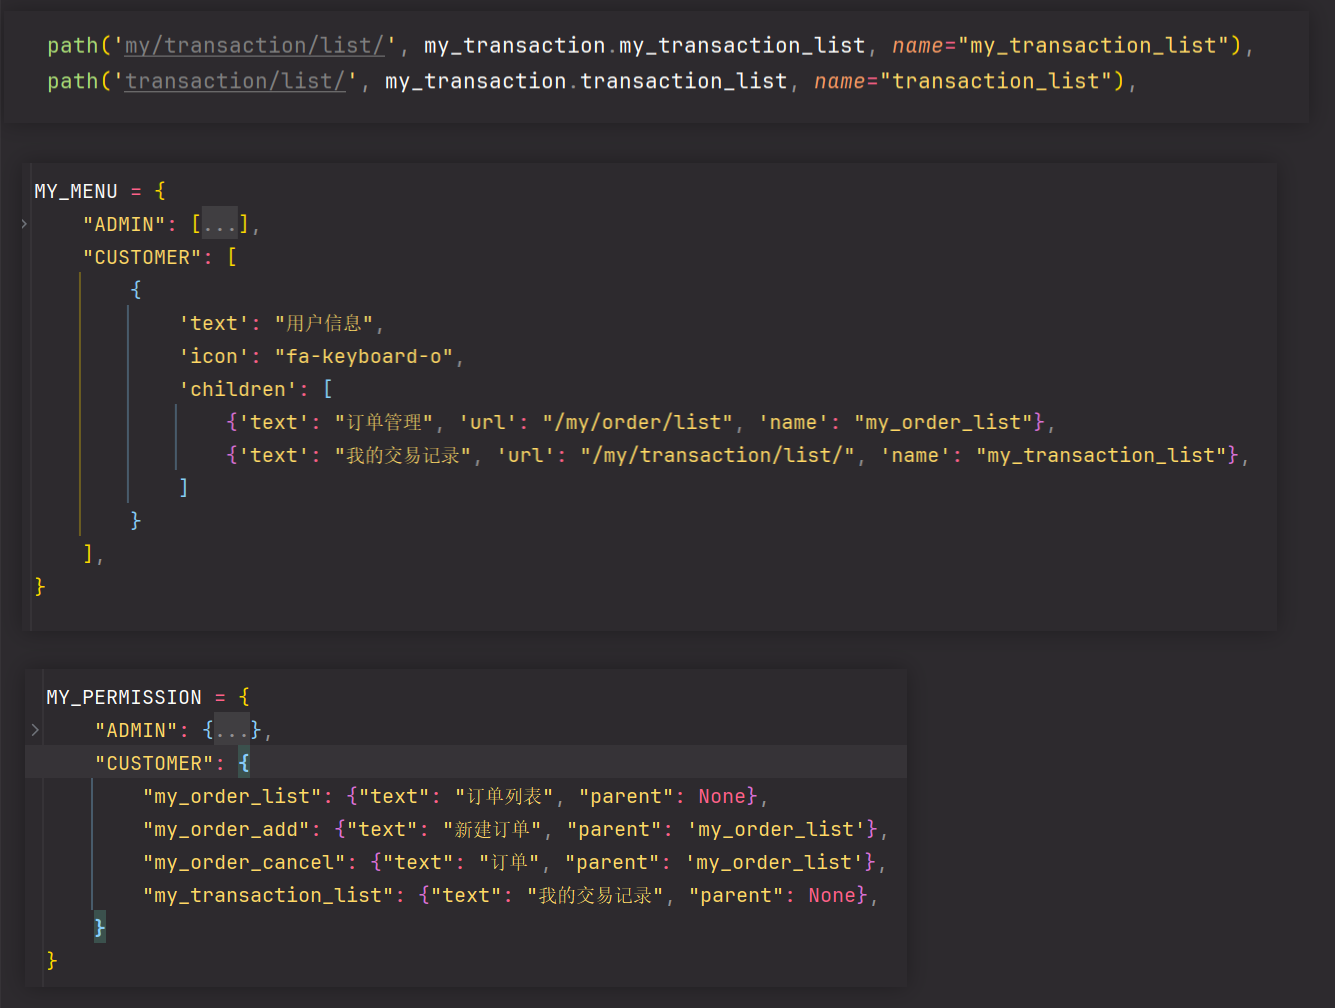 path('my/transaction/list/', my_transaction.my_transaction_list, name="my_transaction_list"),
path('transaction/list/', my_transaction.transaction_list, name="transaction_list"),
MY_MENU = {
    "ADMIN": [...],
    "CUSTOMER": [
        {
            'text': "用户信息",
            'icon': "fa-keyboard-o",
            'children': [
                {'text': "订单管理", 'url': "/my/order/list", 'name': "my_order_list"},
                {'text': "我的交易记录", 'url': "/my/transaction/list/", 'name': "my_transaction_list"},
            ]
        }
    ],
}
MY_PERMISSION = {
    "ADMIN": {...},
    "CUSTOMER": {
        "my_order_list": {"text": "订单列表", "parent": None},
        "my_order_add": {"text": "新建订单", "parent": 'my_order_list'},
        "my_order_cancel": {"text": "订单", "parent": 'my_order_list'},
        "my_transaction_list": {"text": "我的交易记录", "parent": None},
    }
}